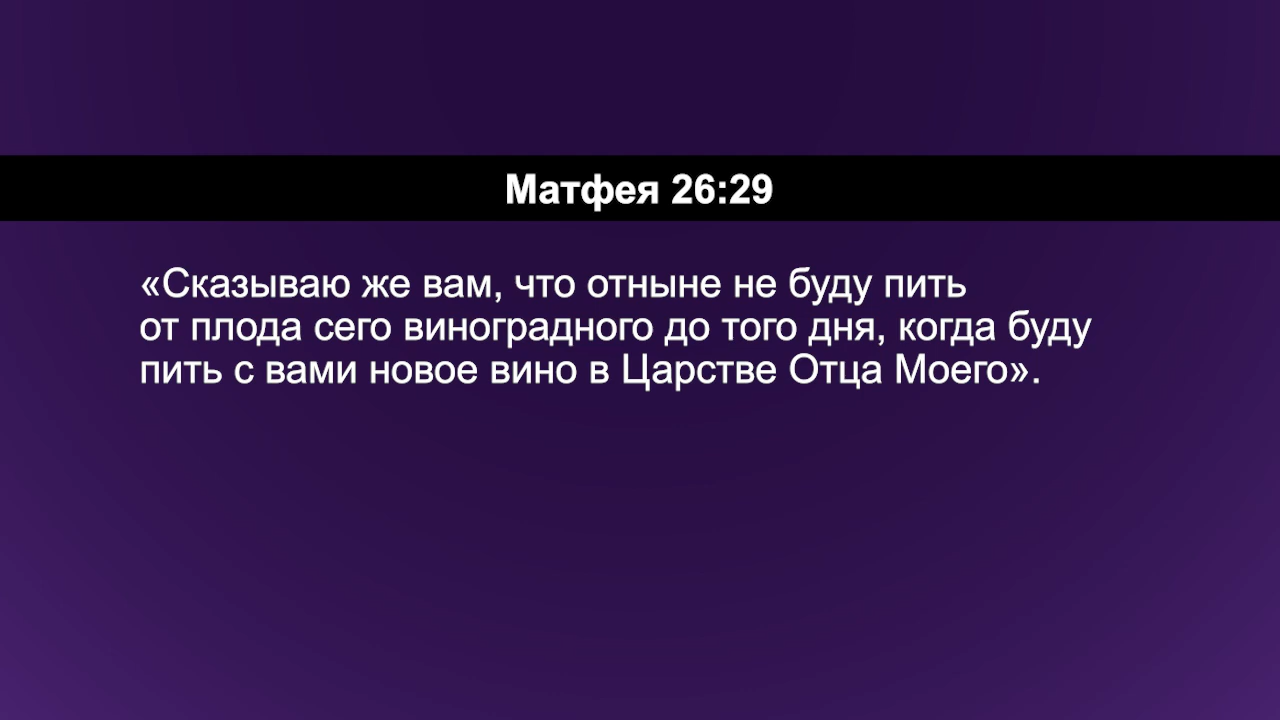 Матфея 26:29
«Сказываю же вам, что отныне не буду пить
от плода сего виноградного до того дня, когда буду
пить с вами новое вино в Царстве Отца Моего».